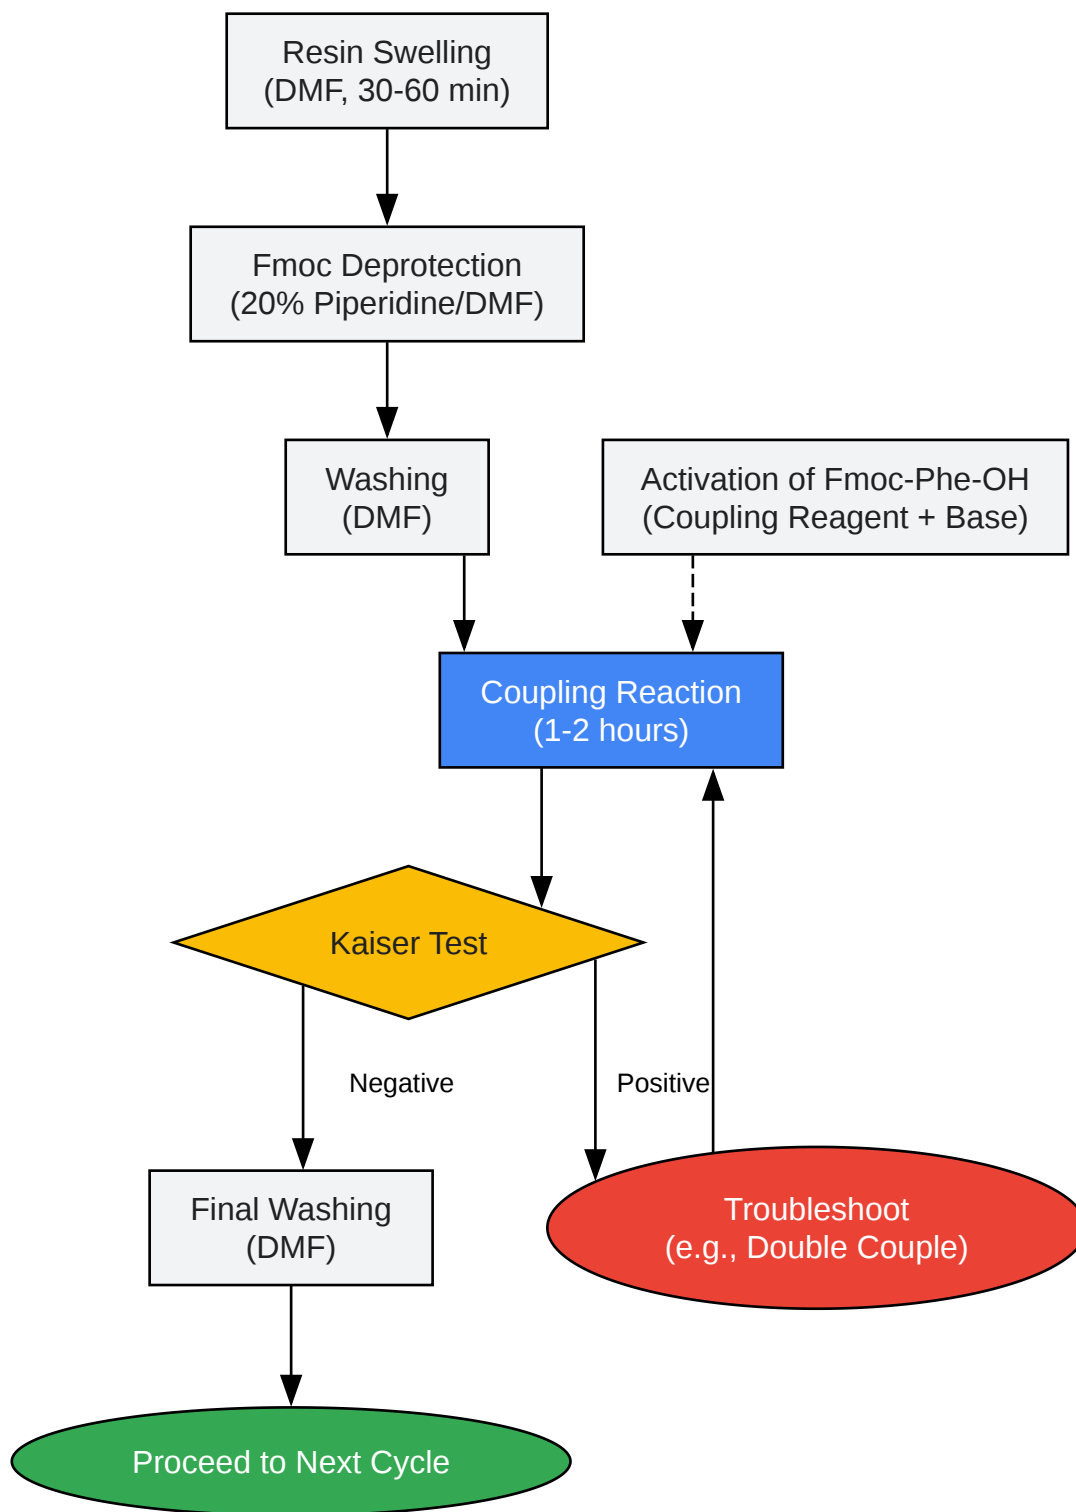 Resin Swelling
(DMF, 30-60 min)
Fmoc Deprotection
(20% Piperidine/DMF)
Washing
(DMF)
Activation of Fmoc-Phe-OH
(Coupling Reagent + Base)
Coupling Reaction
(1-2 hours)
Kaiser Test
Negative
Positive
Final Washing
(DMF)
Troubleshoot
(e.g., Double Couple)
Proceed to Next Cycle